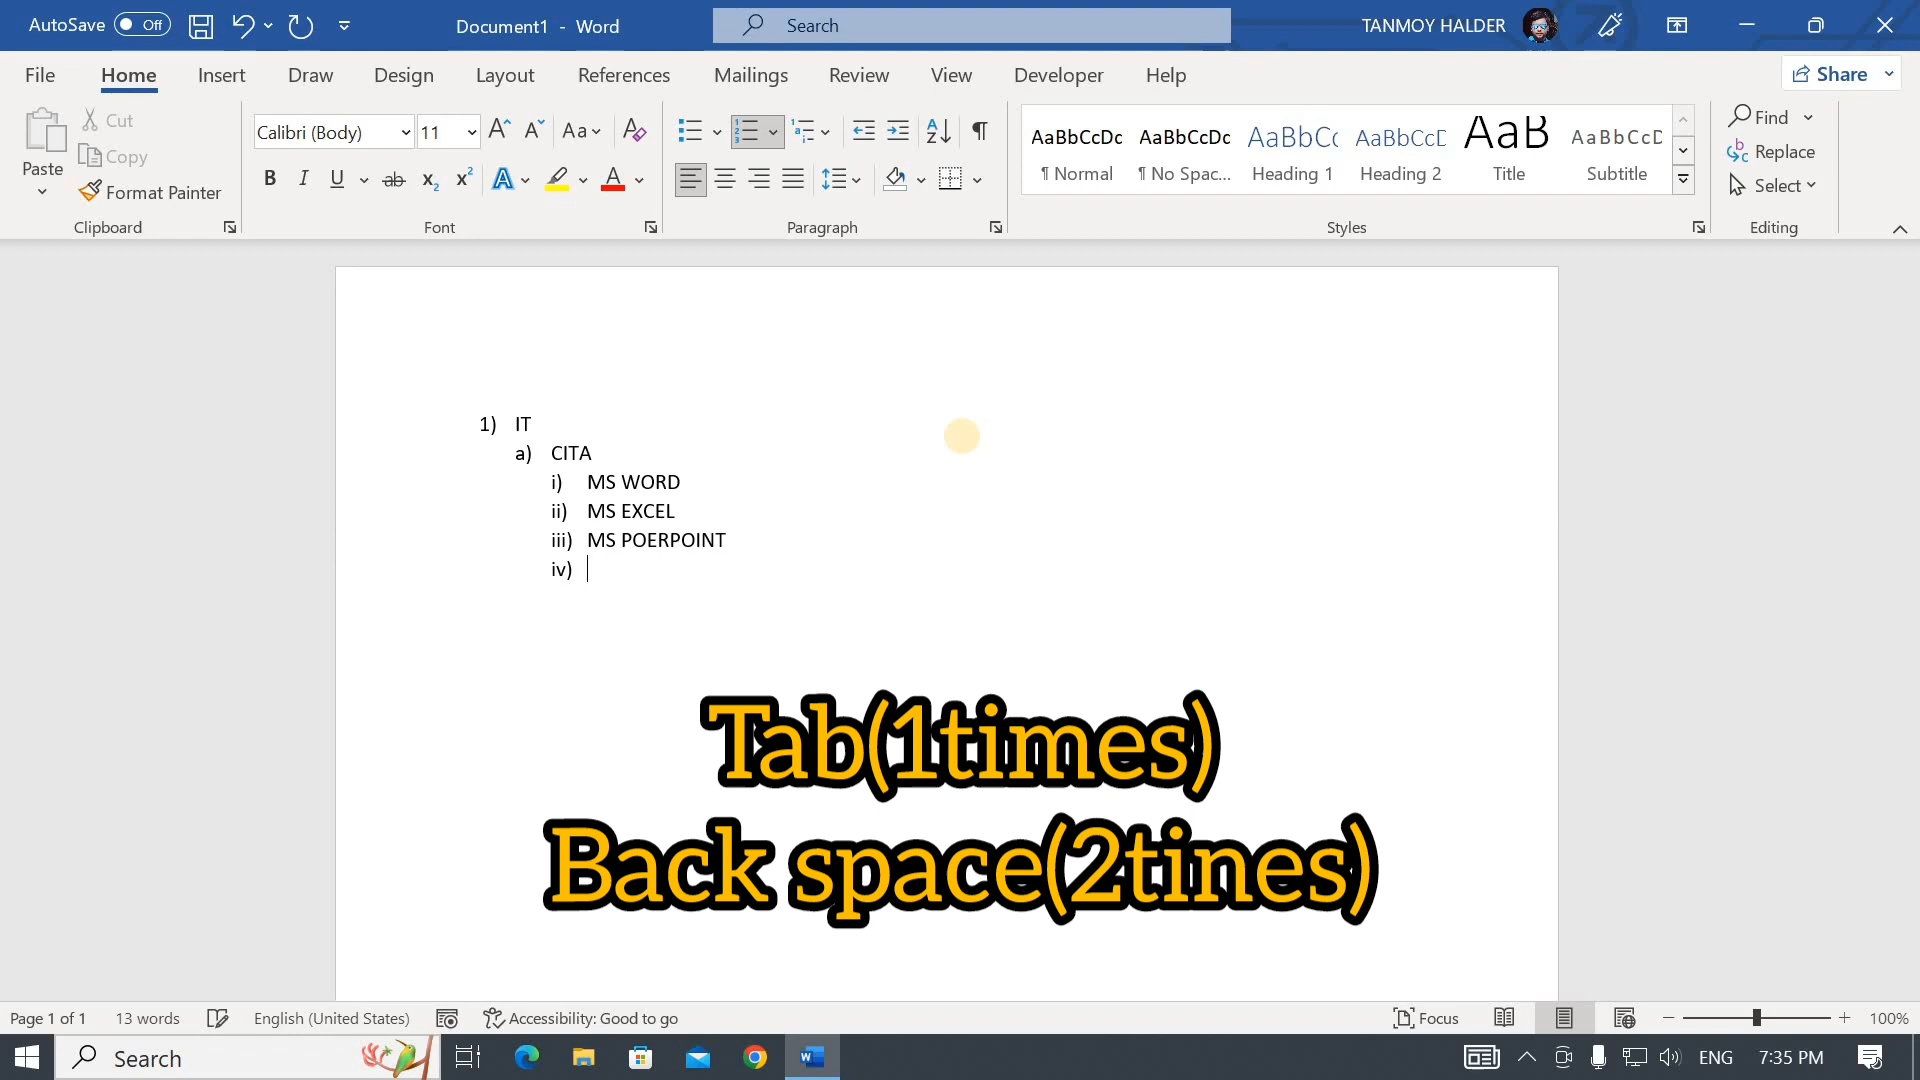 AutoSave Off Document1 - Word Search TANMOY HALDER
File Home Insert Draw Design Layout References Mailings Review View Developer Help Share
Paste
Cut
Copy
Format Painter
Clipboard
Calibri (Body) 11
Font
Paragraph
AaBbCcDc AaBbCcDc AaBbCc AaBbCcD AaB AaBbCcD
¶ Normal ¶ No Spac... Heading 1 Heading 2 Title Subtitle
Styles
Find
Replace
Select
Editing
1) IT
a) CITA
i) MS WORD
ii) MS EXCEL
iii) MS POERPOINT
iv)
Tab(1times)
Back space(2tines)
Page 1 of 1 13 words English (United States) Accessibility: Good to go Focus 100%
Search ENG 7:35 PM